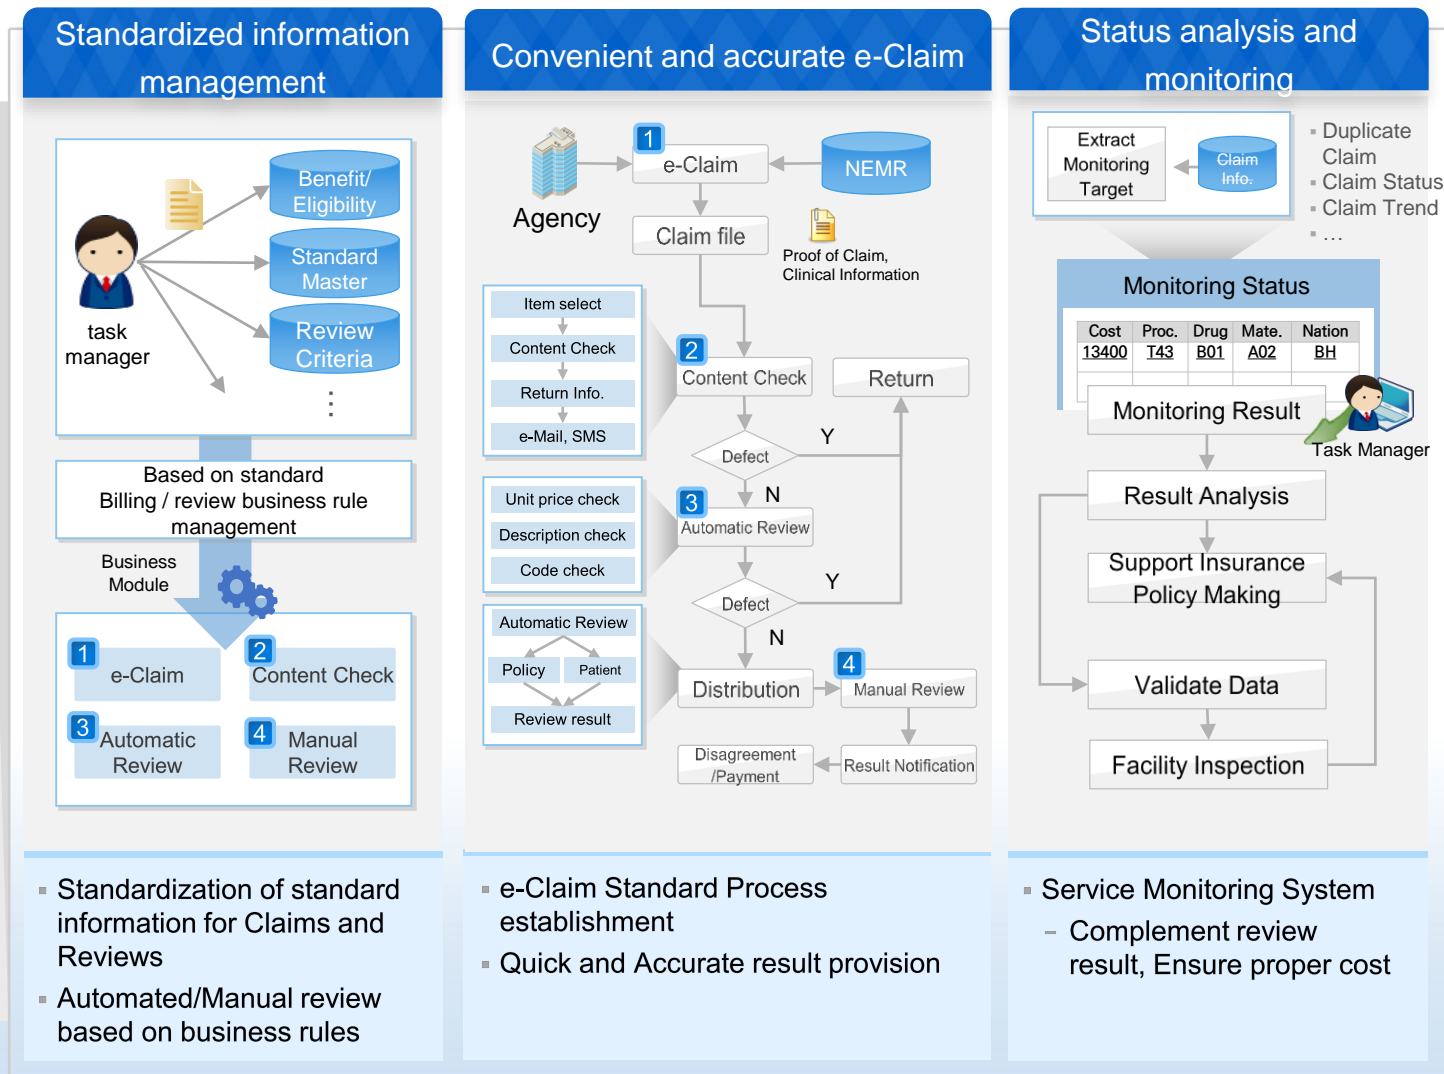 Standardized information
management
Benefit/
Eligibility
Standard
Master
Review
Criteria
⋮
task
manager
Based on standard
Billing / review business rule
management
Business
Module
1
e-Claim
2
Content Check
3
Automatic
Review
4
Manual
Review
Standardization of standard
information for Claims and
Reviews
Automated/Manual review
based on business rules
Convenient and accurate e-Claim
Agency
1
e-Claim
NEMR
Claim file
Proof of Claim,
Clinical Information
Item select
Content Check
Return Info.
e-Mail, SMS
2
Content Check
Return
Defect
Y
N
Unit price check
Description check
Code check
3
Automatic Review
Defect
Y
N
Automatic Review
Policy
Patient
Review result
Distribution
4
Manual Review
Result Notification
Disagreement
/Payment
e-Claim Standard Process
establishment
Quick and Accurate result provision
Status analysis and
monitoring
Extract
Monitoring
Target
Claim
Info.
Duplicate
Claim
Claim Status
Claim Trend
…
Monitoring Status
Cost Proc. Drug Mate. Nation
13400 T43 B01 A02 BH
Monitoring Result
Task Manager
Result Analysis
Support Insurance
Policy Making
Validate Data
Facility Inspection
Service Monitoring System
– Complement review
result, Ensure proper cost